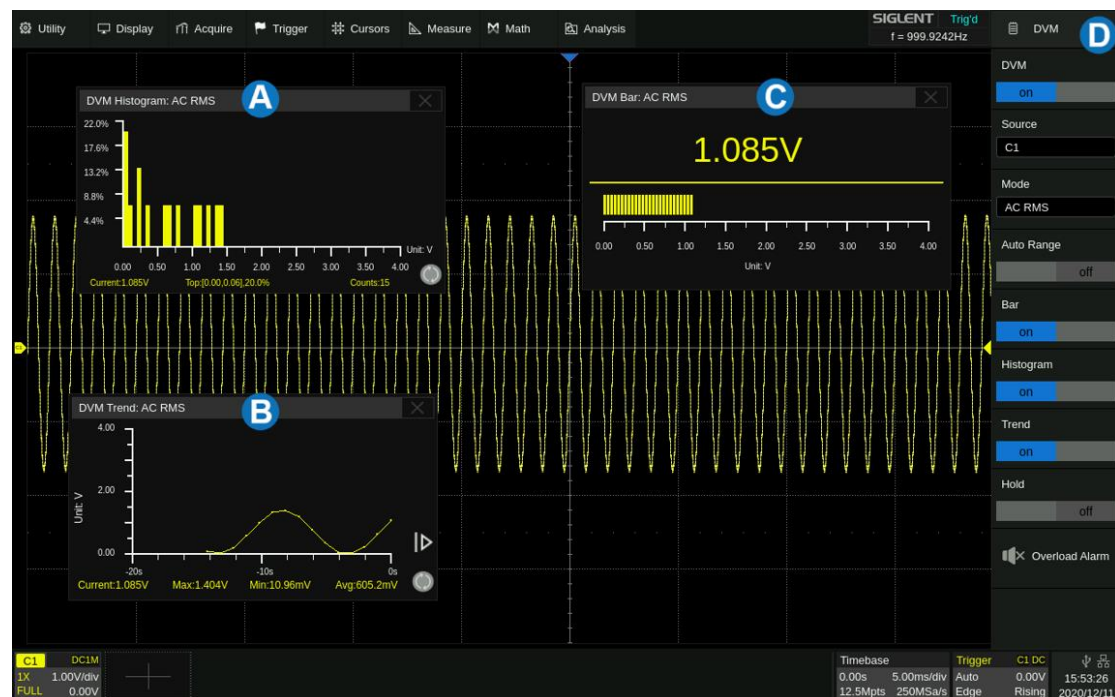 Utility Display Acquire Trigger Cursors Measure Math Analysis
SIGLENT Trig'd
f = 999.9242Hz
DVM D
DVM Histogram: AC RMS A
22.0%
17.6%
13.2%
8.8%
4.4%
Unit: V
0.00 0.50 1.00 1.50 2.00 2.50 3.00 3.50 4.00
Current:1.085V Top:[0.00,0.06],20.0% Counts:15
DVM Bar: AC RMS C
1.085V
0.00 0.50 1.00 1.50 2.00 2.50 3.00 3.50 4.00
Unit: V
DVM Trend: AC RMS B
4.00
2.00
0.00
Unit: V
-20s -10s 0s
Current:1.085V Max:1.404V Min:10.96mV Avg:605.2mV
DVM
on
Source
C1
Mode
AC RMS
Auto Range
off
Bar
on
Histogram
on
Trend
on
Hold
off
Overload Alarm
C1 DC1M
1X 1.00V/div
FULL 0.00V
Timebase
0.00s 5.00ms/div
12.5Mpts 250MSa/s
Trigger C1 DC
Auto 0.00V
Edge Rising
15:53:26
2020/12/11